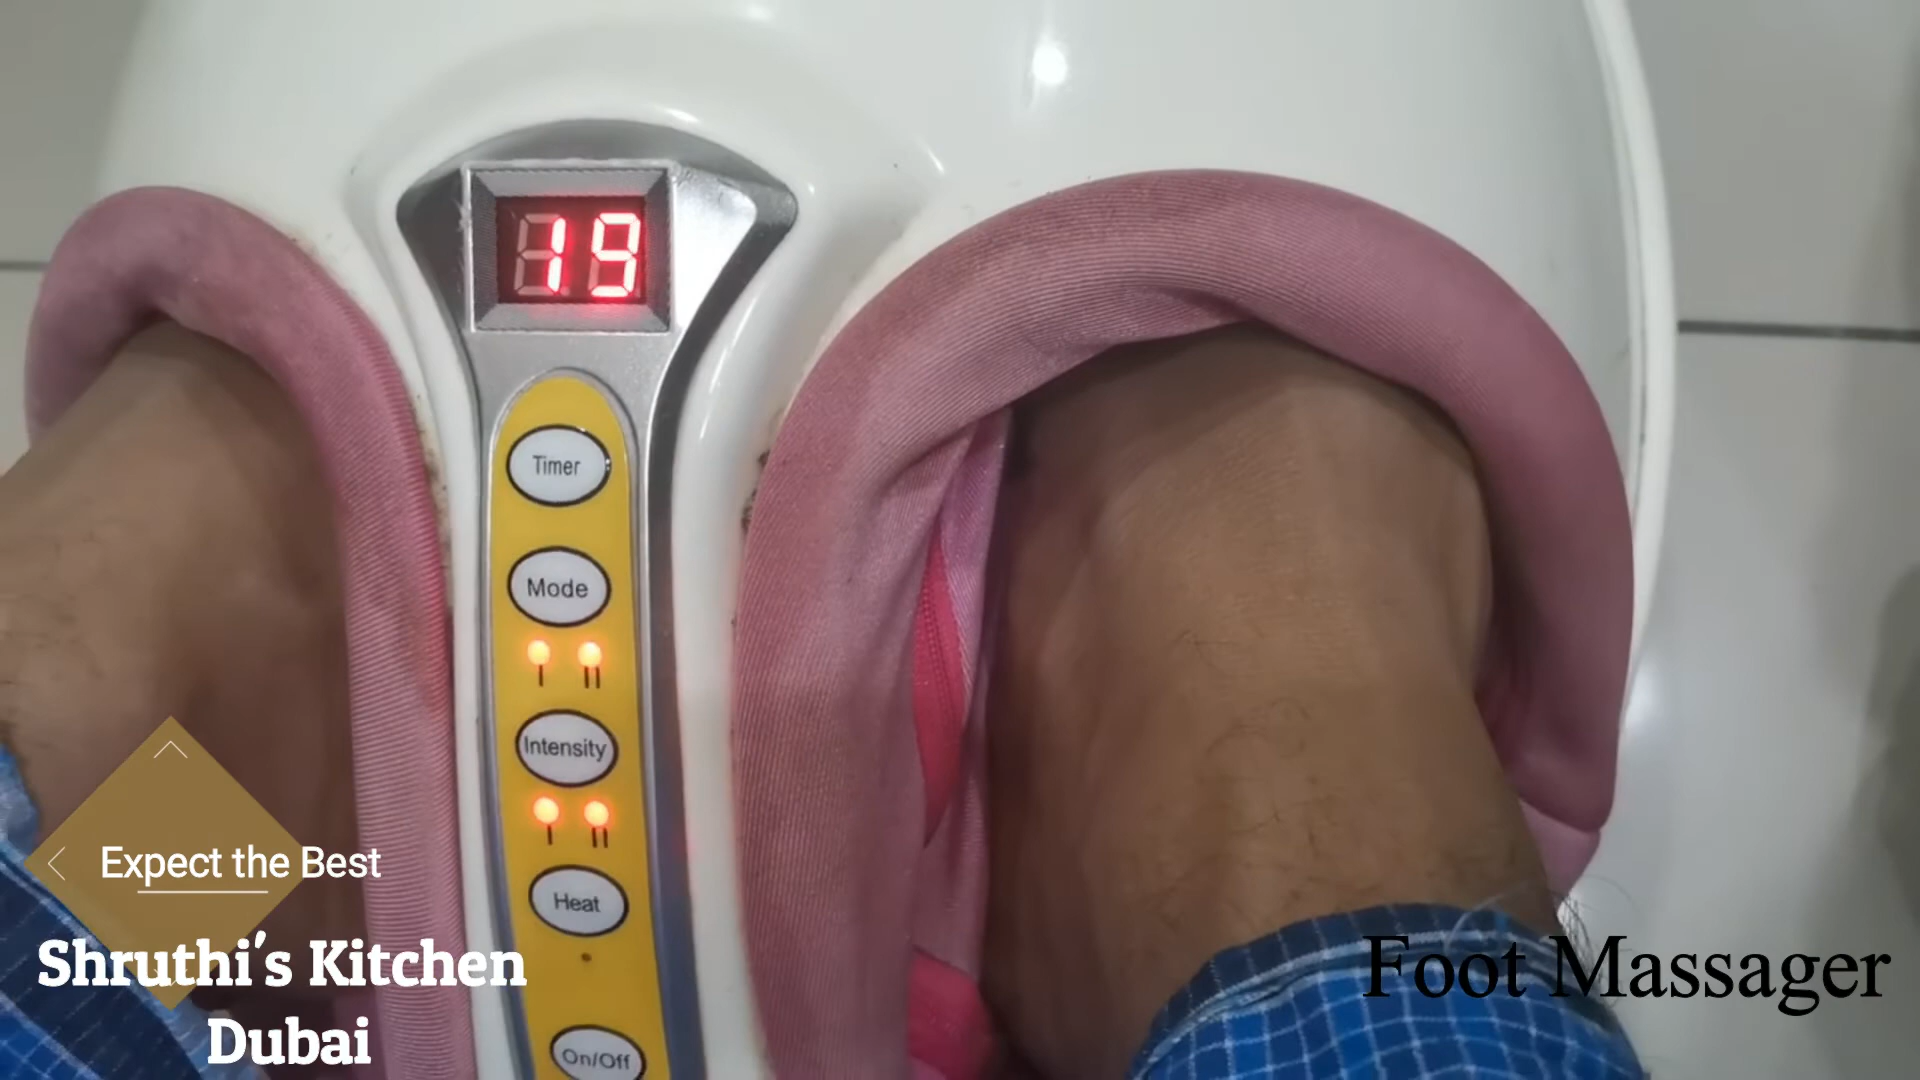 19
Timer
Mode
I II
Intensity
I II
Heat
On/Off
Expect the Best
Shruthi's Kitchen
Dubai
Foot Massager